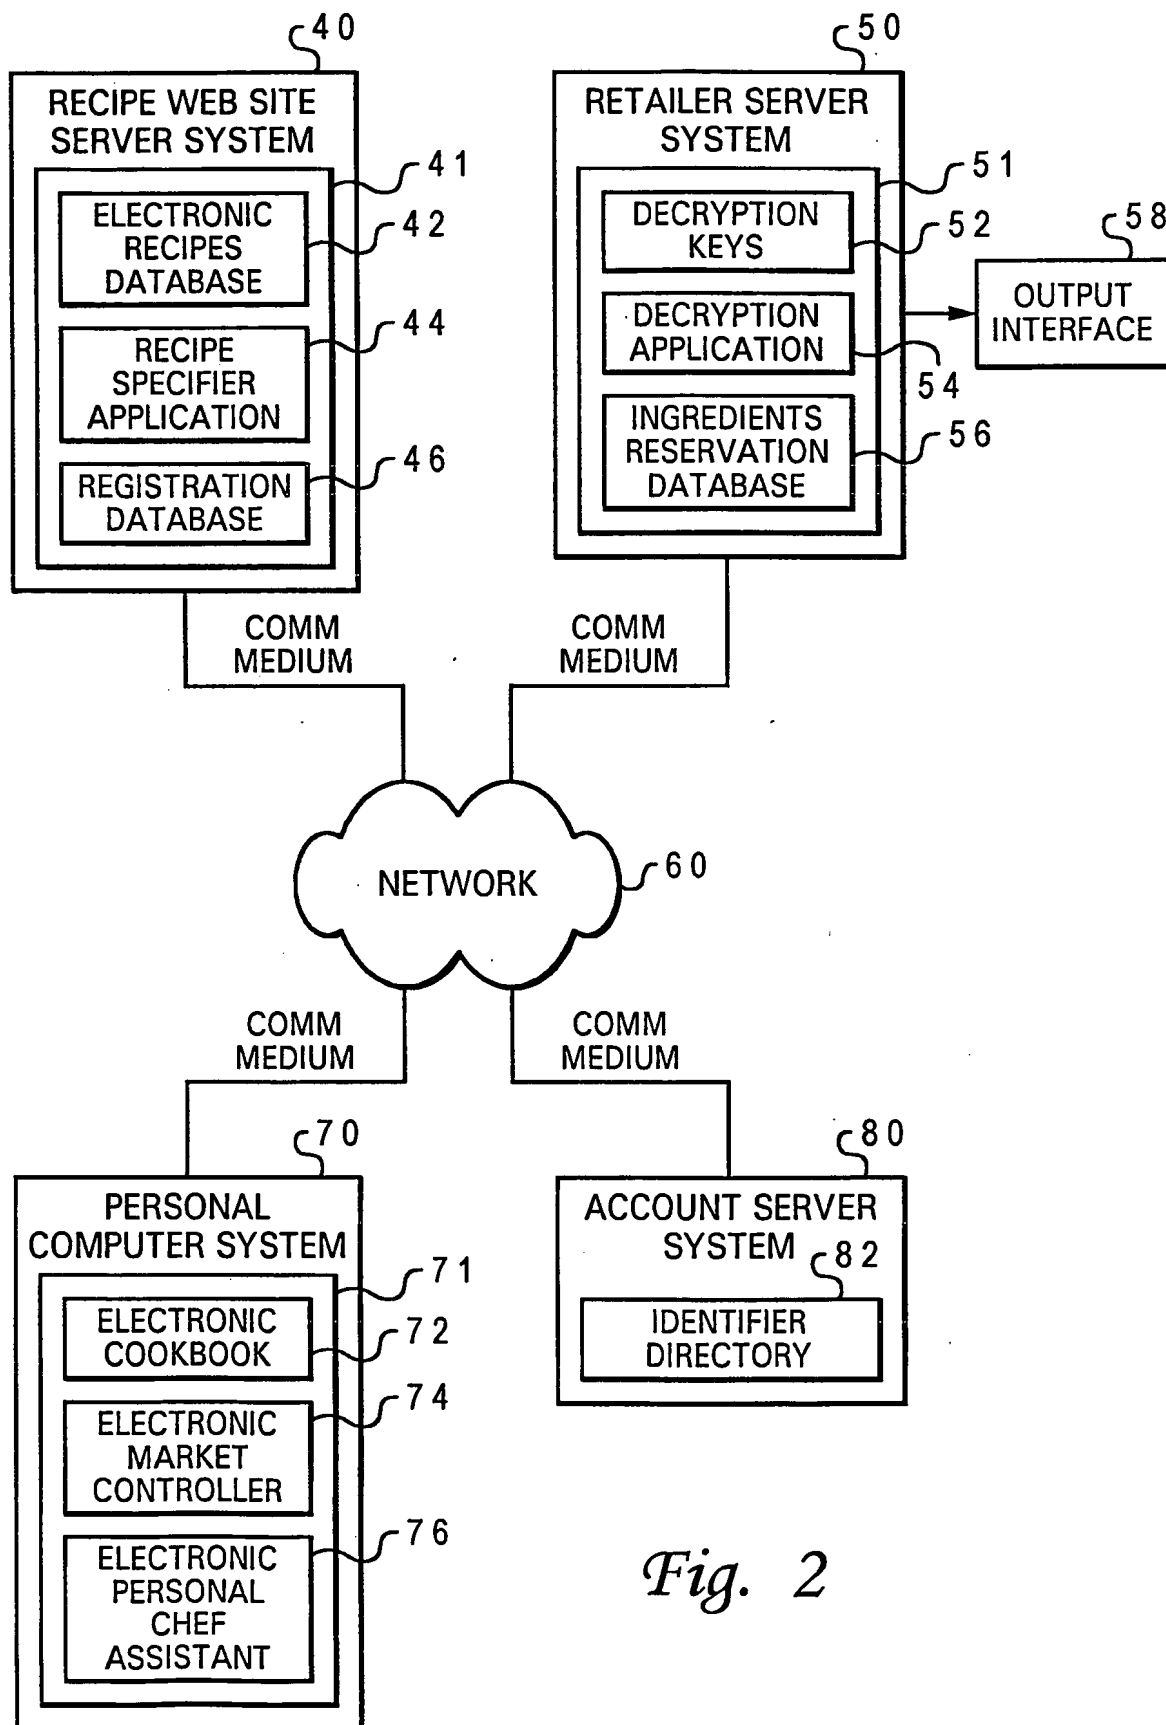 40
RECIPE WEB SITE
SERVER SYSTEM
41
ELECTRONIC
RECIPES
DATABASE
42
RECIPE
SPECIFIER
APPLICATION
44
REGISTRATION
DATABASE
46
50
RETAILER SERVER
SYSTEM
51
DECRYPTION
KEYS
52
DECRYPTION
APPLICATION
54
INGREDIENTS
RESERVATION
DATABASE
56
58
OUTPUT
INTERFACE
COMM
MEDIUM
COMM
MEDIUM
NETWORK
60
COMM
MEDIUM
COMM
MEDIUM
70
PERSONAL
COMPUTER SYSTEM
71
ELECTRONIC
COOKBOOK
72
ELECTRONIC
MARKET
CONTROLLER
74
ELECTRONIC
PERSONAL
CHEF
ASSISTANT
76
80
ACCOUNT SERVER
SYSTEM
82
IDENTIFIER
DIRECTORY
Fig. 2